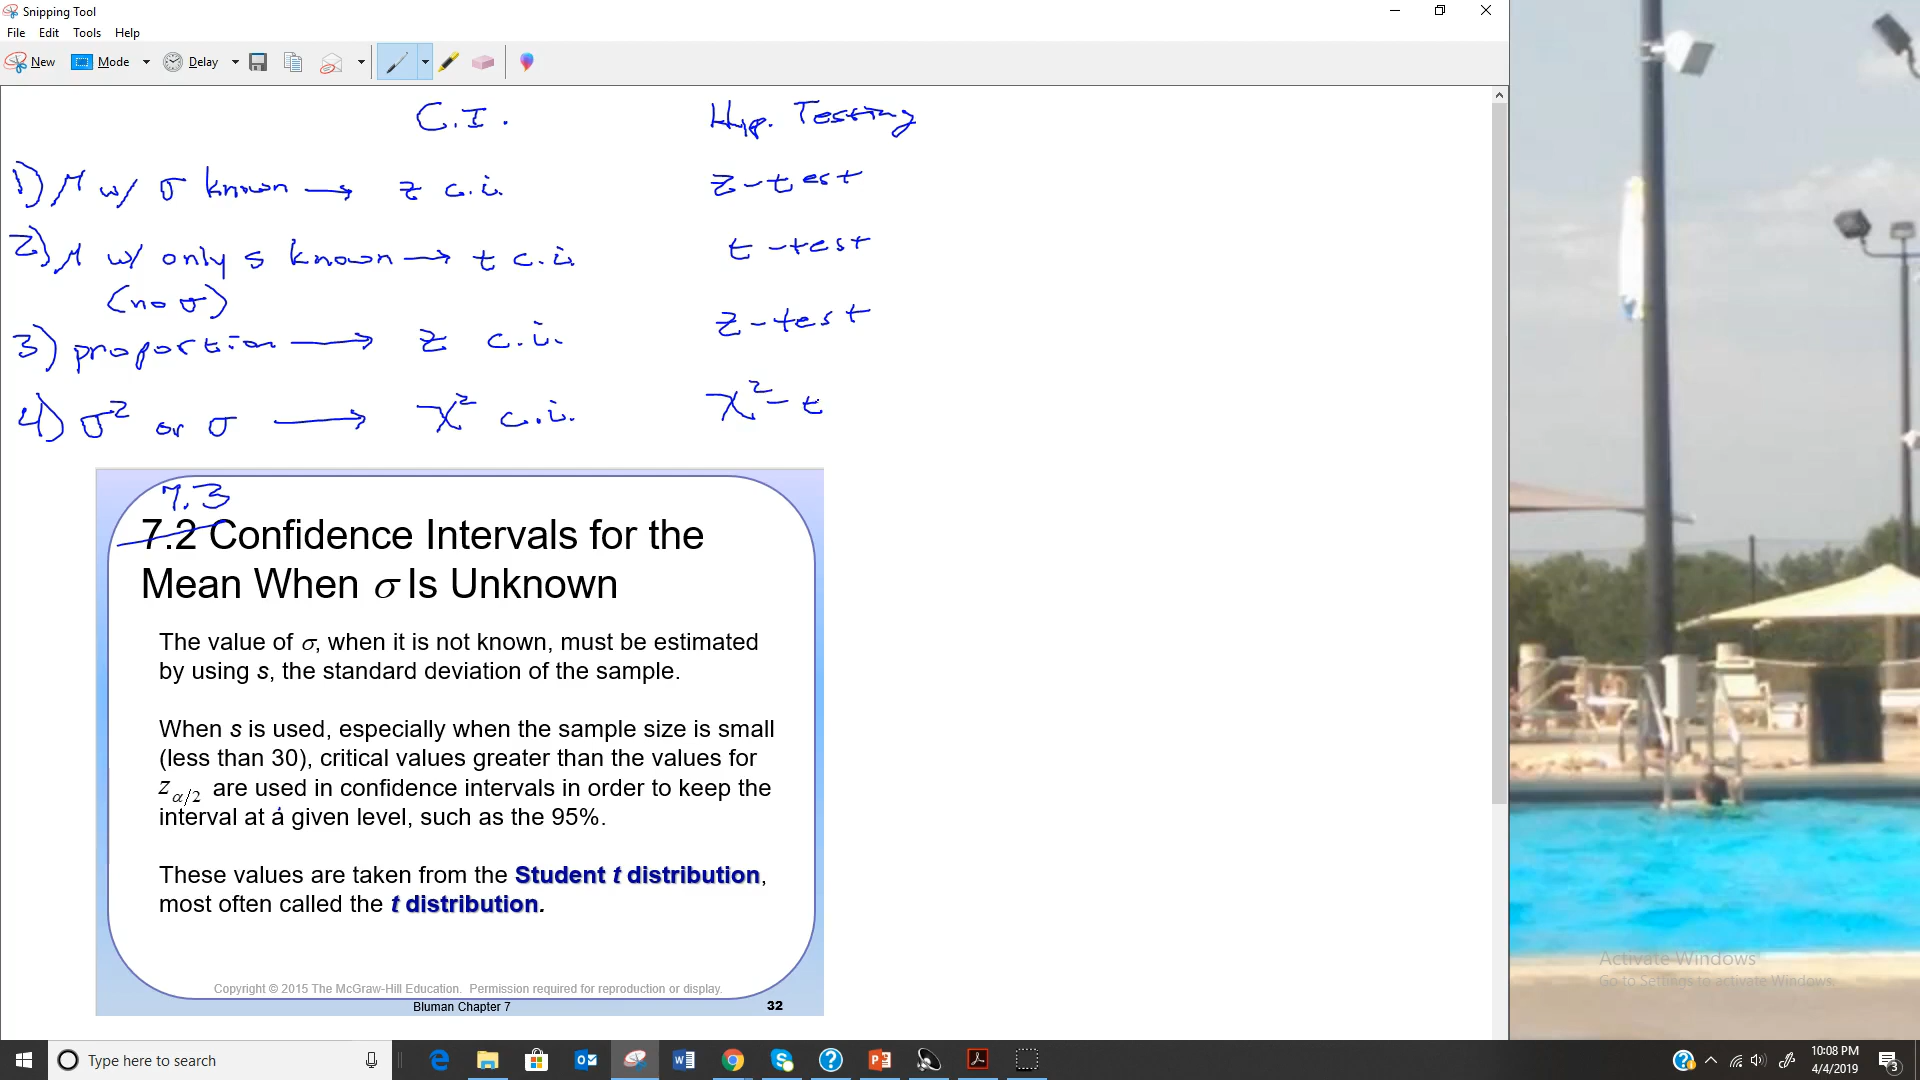 Snipping Tool
File Edit Tools Help
New Mode Delay
C.I. Hyp. Testing
1) μ w/ σ known → z c.i. z-test
2) μ w/ only s known → t c.i. t-test
(no σ)
3) proportion → z c.i. z-test
4) σ² or σ → χ² c.i. χ²- t
7.3
7.2 Confidence Intervals for the
Mean When σ Is Unknown
The value of σ, when it is not known, must be estimated
by using s, the standard deviation of the sample.
When s is used, especially when the sample size is small
(less than 30), critical values greater than the values for
z α/2 are used in confidence intervals in order to keep the
interval at a given level, such as the 95%.
These values are taken from the Student t distribution,
most often called the t distribution.
Copyright © 2015 The McGraw-Hill Education. Permission required for reproduction or display.
Bluman Chapter 7 32
Activate Windows
Go to Settings to activate Windows.
Type here to search
10:08 PM
4/4/2019
3